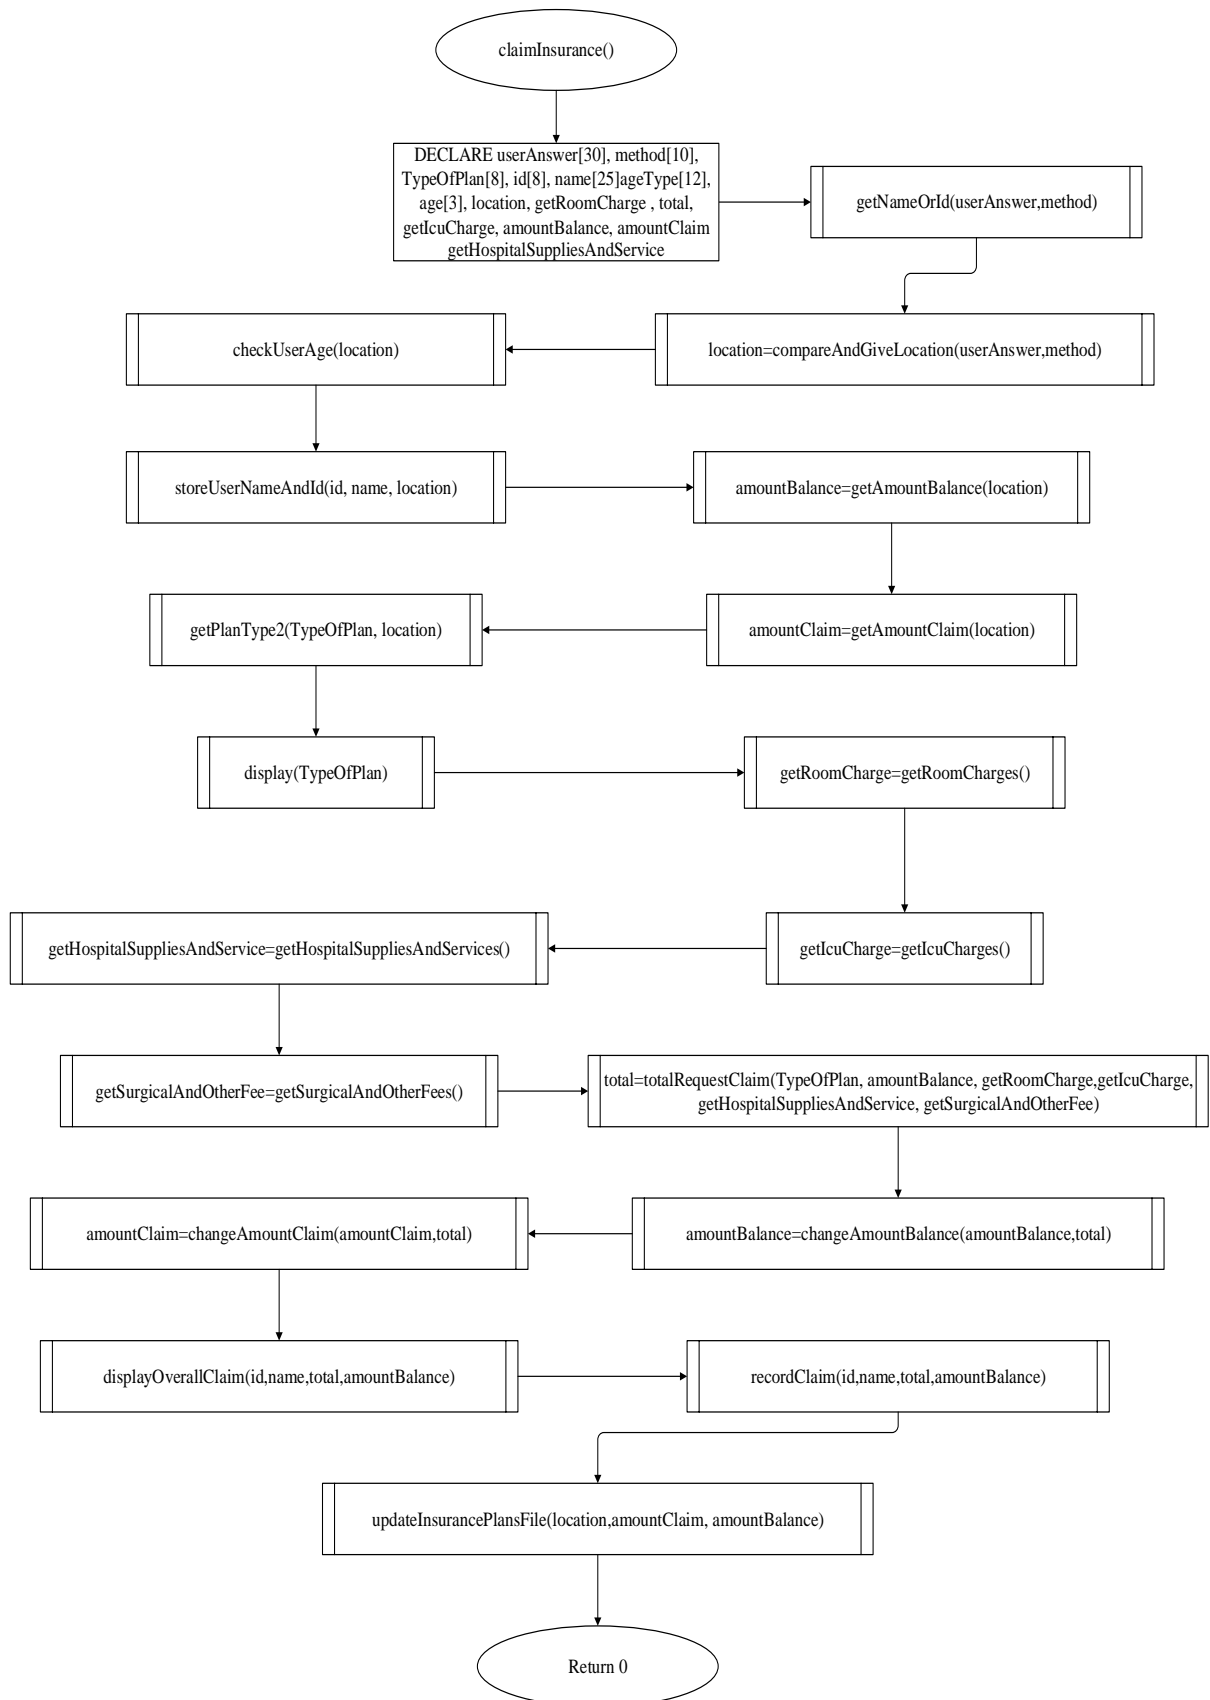 claimInsurance()
DECLARE userAnswer[30], method[10],
TypeOfPlan[8], id[8], name[25]ageType[12],
age[3], location, getRoomCharge , total,
getIcuCharge, amountBalance, amountClaim
getHospitalSuppliesAndService
getNameOrId(userAnswer,method)
location=compareAndGiveLocation(userAnswer,method)
checkUserAge(location)
storeUserNameAndId(id, name, location)
amountBalance=getAmountBalance(location)
amountClaim=getAmountClaim(location)
getPlanType2(TypeOfPlan, location)
display(TypeOfPlan)
getRoomCharge=getRoomCharges()
getIcuCharge=getIcuCharges()
getHospitalSuppliesAndService=getHospitalSuppliesAndServices()
getSurgicalAndOtherFee=getSurgicalAndOtherFees()
total=totalRequestClaim(TypeOfPlan, amountBalance, getRoomCharge,getIcuCharge,
getHospitalSuppliesAndService, getSurgicalAndOtherFee)
amountBalance=changeAmountBalance(amountBalance,total)
amountClaim=changeAmountClaim(amountClaim,total)
displayOverallClaim(id,name,total,amountBalance)
recordClaim(id,name,total,amountBalance)
updateInsurancePlansFile(location,amountClaim, amountBalance)
Return 0